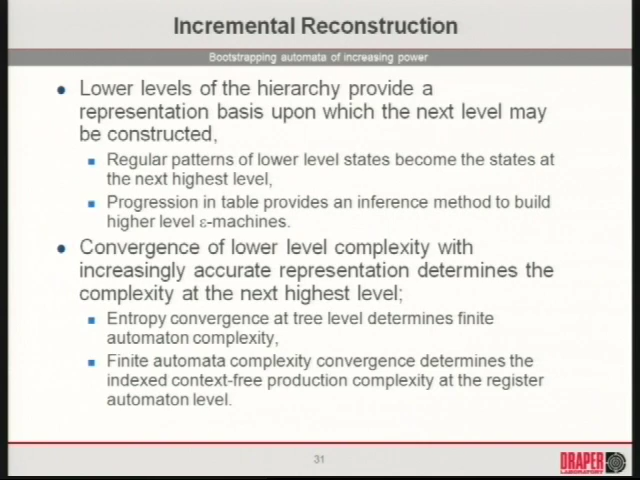 Incremental Reconstruction
Bootstrapping automata of increasing power
• Lower levels of the hierarchy provide a
representation basis upon which the next level may
be constructed,
▪ Regular patterns of lower level states become the states at
the next highest level,
▪ Progression in table provides an inference method to build
higher level ε-machines.
• Convergence of lower level complexity with
increasingly accurate representation determines the
complexity at the next highest level;
▪ Entropy convergence at tree level determines finite
automaton complexity,
▪ Finite automata complexity convergence determines the
indexed context-free production complexity at the register
automaton level.
31
DRAPER
LABORATORY